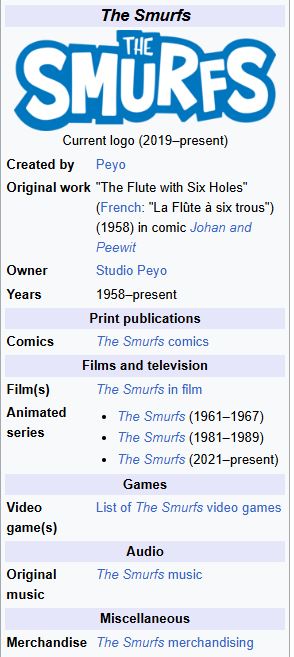 The Smurfs
THE
SMURFS
Current logo (2019–present)
Created by Peyo
Original work "The Flute with Six Holes"
(French: "La Flûte à six trous")
(1958) in comic Johan and
Peewit
Owner Studio Peyo
Years 1958–present
Print publications
Comics The Smurfs comics
Films and television
Film(s) The Smurfs in film
Animated
series
• The Smurfs (1961–1967)
• The Smurfs (1981–1989)
• The Smurfs (2021–present)
Games
Video
game(s)
List of The Smurfs video games
Audio
Original
music
The Smurfs music
Miscellaneous
Merchandise The Smurfs merchandising